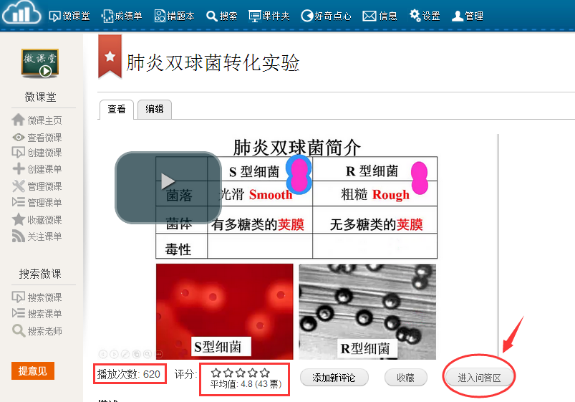 微课堂 成绩单 错题本 搜索 课件夹 好奇点心 信息 设置 管理
微课堂
肺炎双球菌转化实验
微课堂
查看 编辑
微课主页
查看微课
创建微课
创建课单
管理微课
管理课单
收藏微课
关注课单
搜索微课
搜索微课
搜索课单
搜索老师
提意见
肺炎双球菌简介
S 型细菌 R 型细菌
菌落 光滑 Smooth 粗糙 Rough
菌体 有多糖类的荚膜 无多糖类的荚膜
毒性
S型细菌 R型细菌
播放次数: 620 评分: 平均值: 4.8 (43 票) 添加新评论 收藏 进入问答区